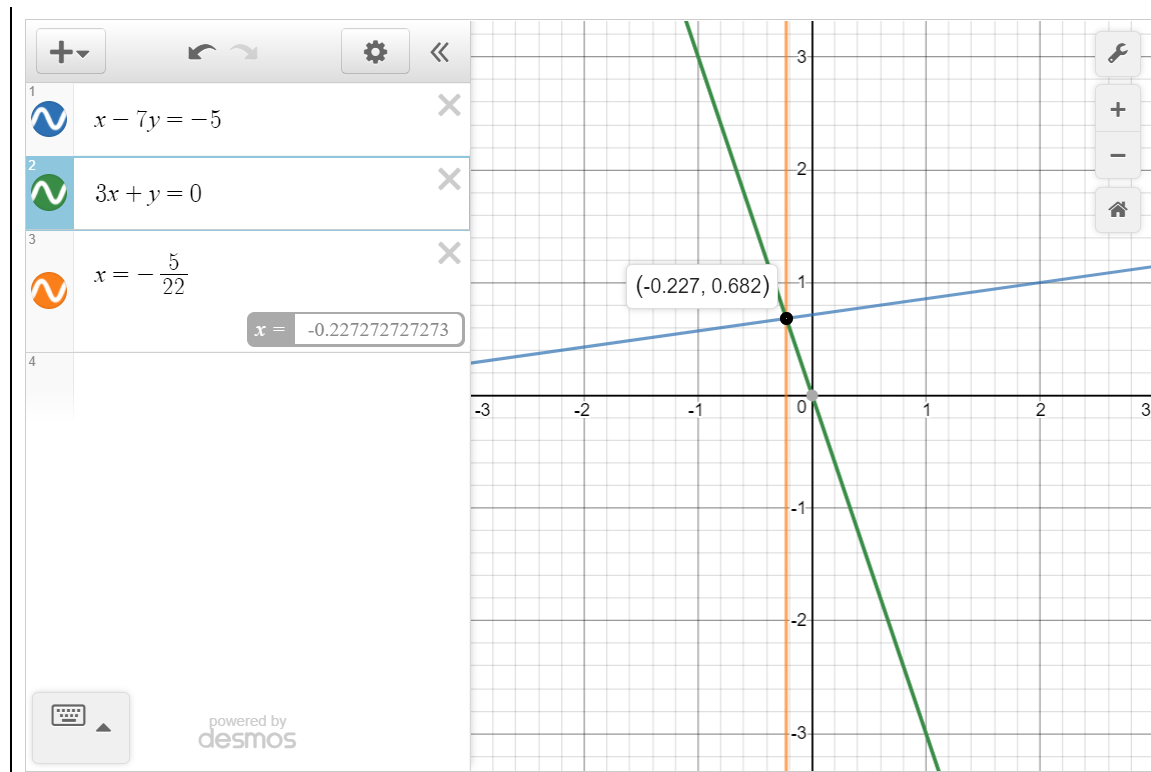 1
x − 7y = −5
2
3x + y = 0
3
x = − 5/22
x = -0.227272727273
4
powered by
desmos
3
2
(-0.227, 0.682)
1
-3 -2 -1 0 1 2 3
-1
-2
-3
+
−